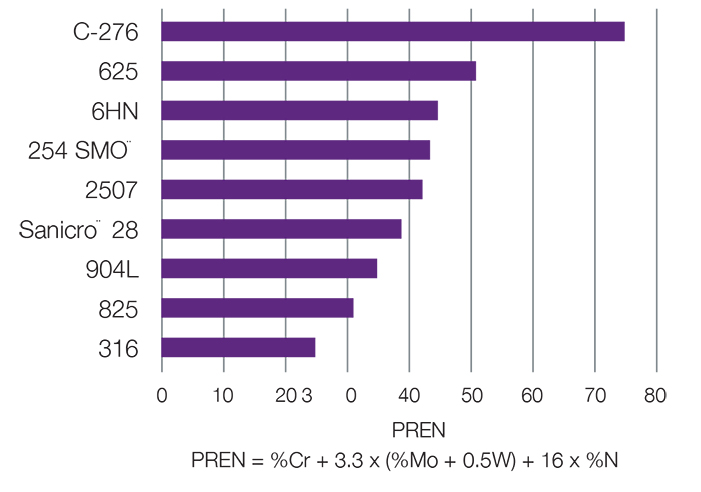 C-276
625
6HN
254 SMO¨
2507
Sanicro¨ 28
904L
825
316
0 10 20 3 0 40 50 60 70 80
PREN
PREN = %Cr + 3.3 x (%Mo + 0.5W) + 16 x %N